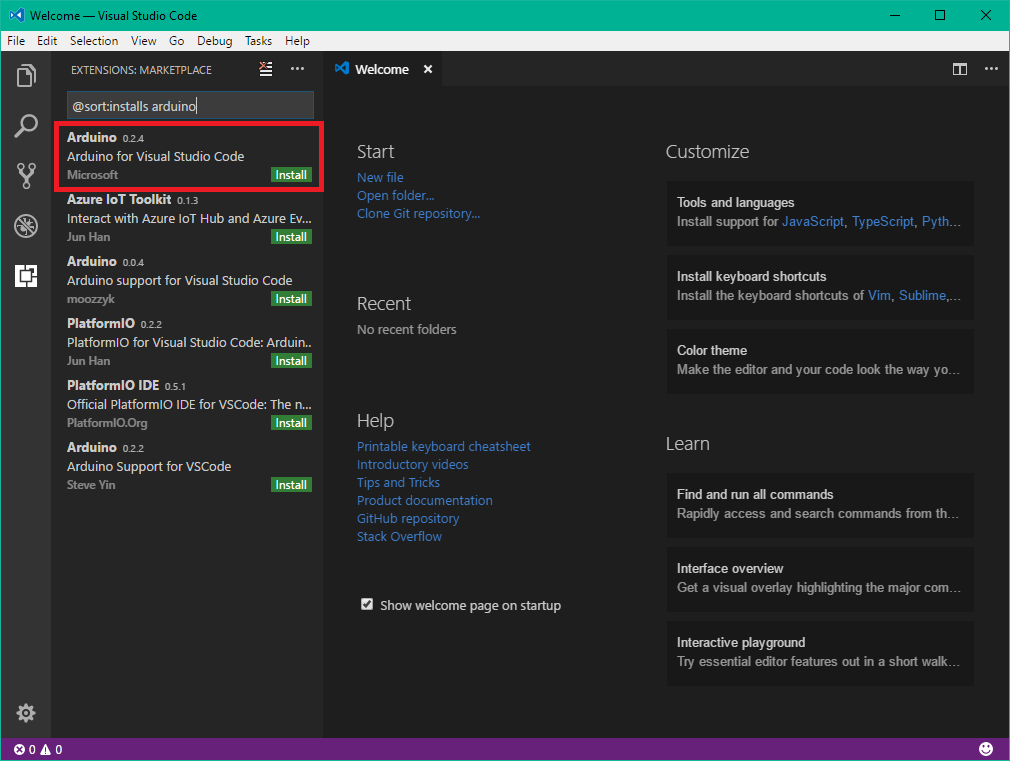 Welcome — Visual Studio Code
File Edit Selection View Go Debug Tasks Help
EXTENSIONS: MARKETPLACE
@sort:installs arduino
Arduino 0.2.4
Arduino for Visual Studio Code
Microsoft Install
Azure IoT Toolkit 0.1.3
Interact with Azure IoT Hub and Azure Ev...
Jun Han Install
Arduino 0.0.4
Arduino support for Visual Studio Code
moozzyk Install
PlatformIO 0.2.2
PlatformIO for Visual Studio Code: Arduin...
Jun Han Install
PlatformIO IDE 0.5.1
Official PlatformIO IDE for VSCode: The n...
PlatformIO.Org Install
Arduino 0.2.2
Arduino Support for VSCode
Steve Yin Install
Welcome
Start
New file
Open folder...
Clone Git repository...
Recent
No recent folders
Help
Printable keyboard cheatsheet
Introductory videos
Tips and Tricks
Product documentation
GitHub repository
Stack Overflow
Show welcome page on startup
Customize
Tools and languages
Install support for JavaScript, TypeScript, Pyth...
Install keyboard shortcuts
Install the keyboard shortcuts of Vim, Sublime,...
Color theme
Make the editor and your code look the way yo...
Learn
Find and run all commands
Rapidly access and search commands from th...
Interface overview
Get a visual overlay highlighting the major com...
Interactive playground
Try essential editor features out in a short walk...
0 0